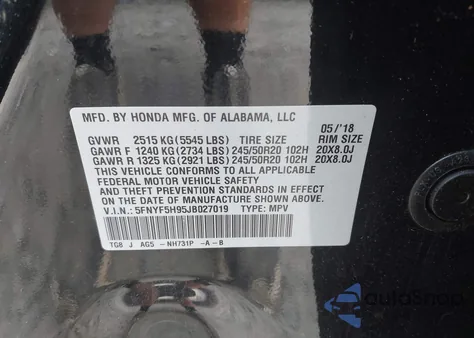 MFD. BY HONDA MFG. OF ALABAMA, LLC
05/'18
GVWR 2515 KG(5545 LBS) TIRE SIZE RIM SIZE
GAWR F 1240 KG(2734 LBS)245/50R20 102H 20X8.0J
GAWR R 1325 KG(2921 LBS)245/50R20 102H 20X8.0J
THIS VEHICLE CONFORMS TO ALL APPLICABLE
FEDERAL MOTOR VEHICLE SAFETY, BUMPER,
AND THEFT PREVENTION STANDARDS IN EFFECT
ON THE DATE OF MANUFACTURE SHOWN ABOVE.
V.I.N.: 5FNYF5H95JB027019 TYPE: MPV
TG8 J AG5 -NH731P -A-B
autoShop